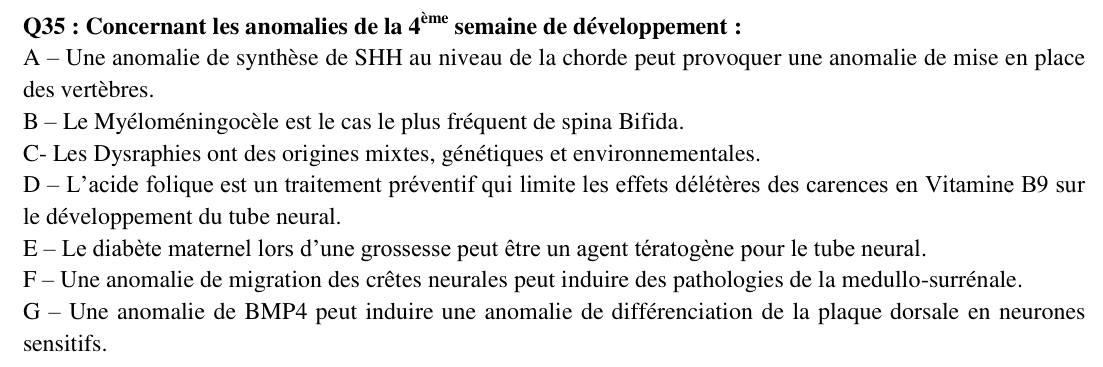 Q35 : Concernant les anomalies de la 4ème semaine de développement :
A – Une anomalie de synthèse de SHH au niveau de la chorde peut provoquer une anomalie de mise en place
des vertèbres.
B – Le Myéloméningocèle est le cas le plus fréquent de spina Bifida.
C- Les Dysraphies ont des origines mixtes, génétiques et environnementales.
D – L’acide folique est un traitement préventif qui limite les effets délétères des carences en Vitamine B9 sur
le développement du tube neural.
E – Le diabète maternel lors d’une grossesse peut être un agent tératogène pour le tube neural.
F – Une anomalie de migration des crêtes neurales peut induire des pathologies de la medullo-surrénale.
G – Une anomalie de BMP4 peut induire une anomalie de différenciation de la plaque dorsale en neurones
sensitifs.